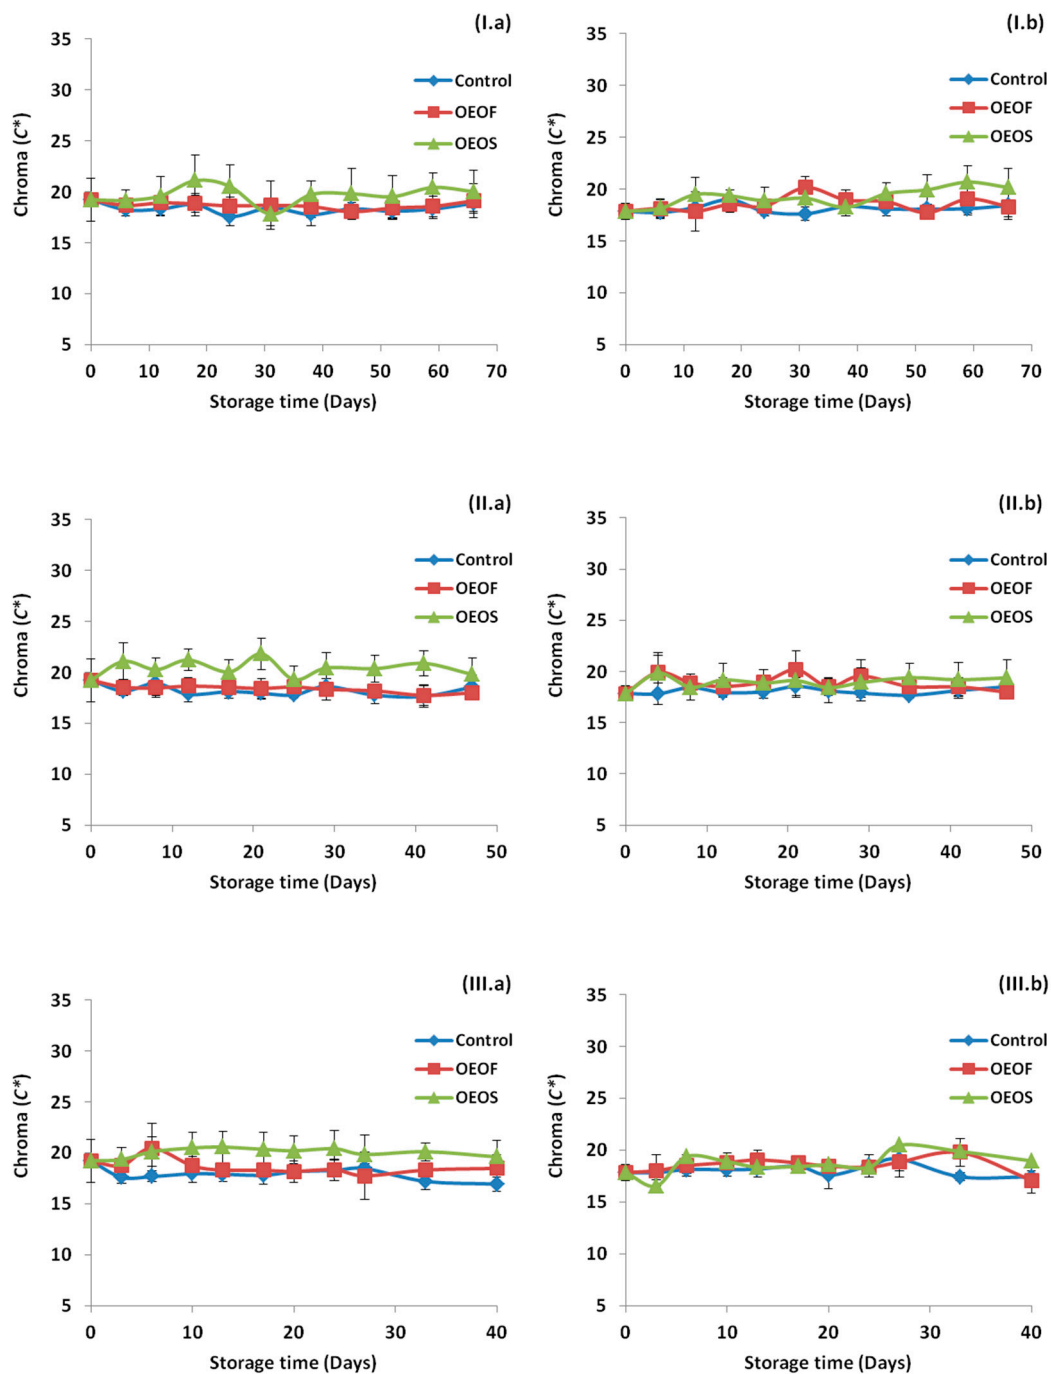 (I.a)
35
30
25
20
15
10
5
Chroma (C*)
Control
OEOF
OEOS
0 10 20 30 40 50 60 70
Storage time (Days)
(I.b)
35
30
25
20
15
10
5
Chroma (C*)
Control
OEOF
OEOS
0 10 20 30 40 50 60 70
Storage time (Days)
(II.a)
35
30
25
20
15
10
5
Chroma (C*)
Control
OEOF
OEOS
0 10 20 30 40 50
Storage time (Days)
(II.b)
35
30
25
20
15
10
5
Chroma (C*)
Control
OEOF
OEOS
0 10 20 30 40 50
Storage time (Days)
(III.a)
35
30
25
20
15
10
5
Chroma (C*)
Control
OEOF
OEOS
0 10 20 30 40
Storage time (Days)
(III.b)
35
30
25
20
15
10
5
Chroma (C*)
Control
OEOF
OEOS
0 10 20 30 40
Storage time (Days)